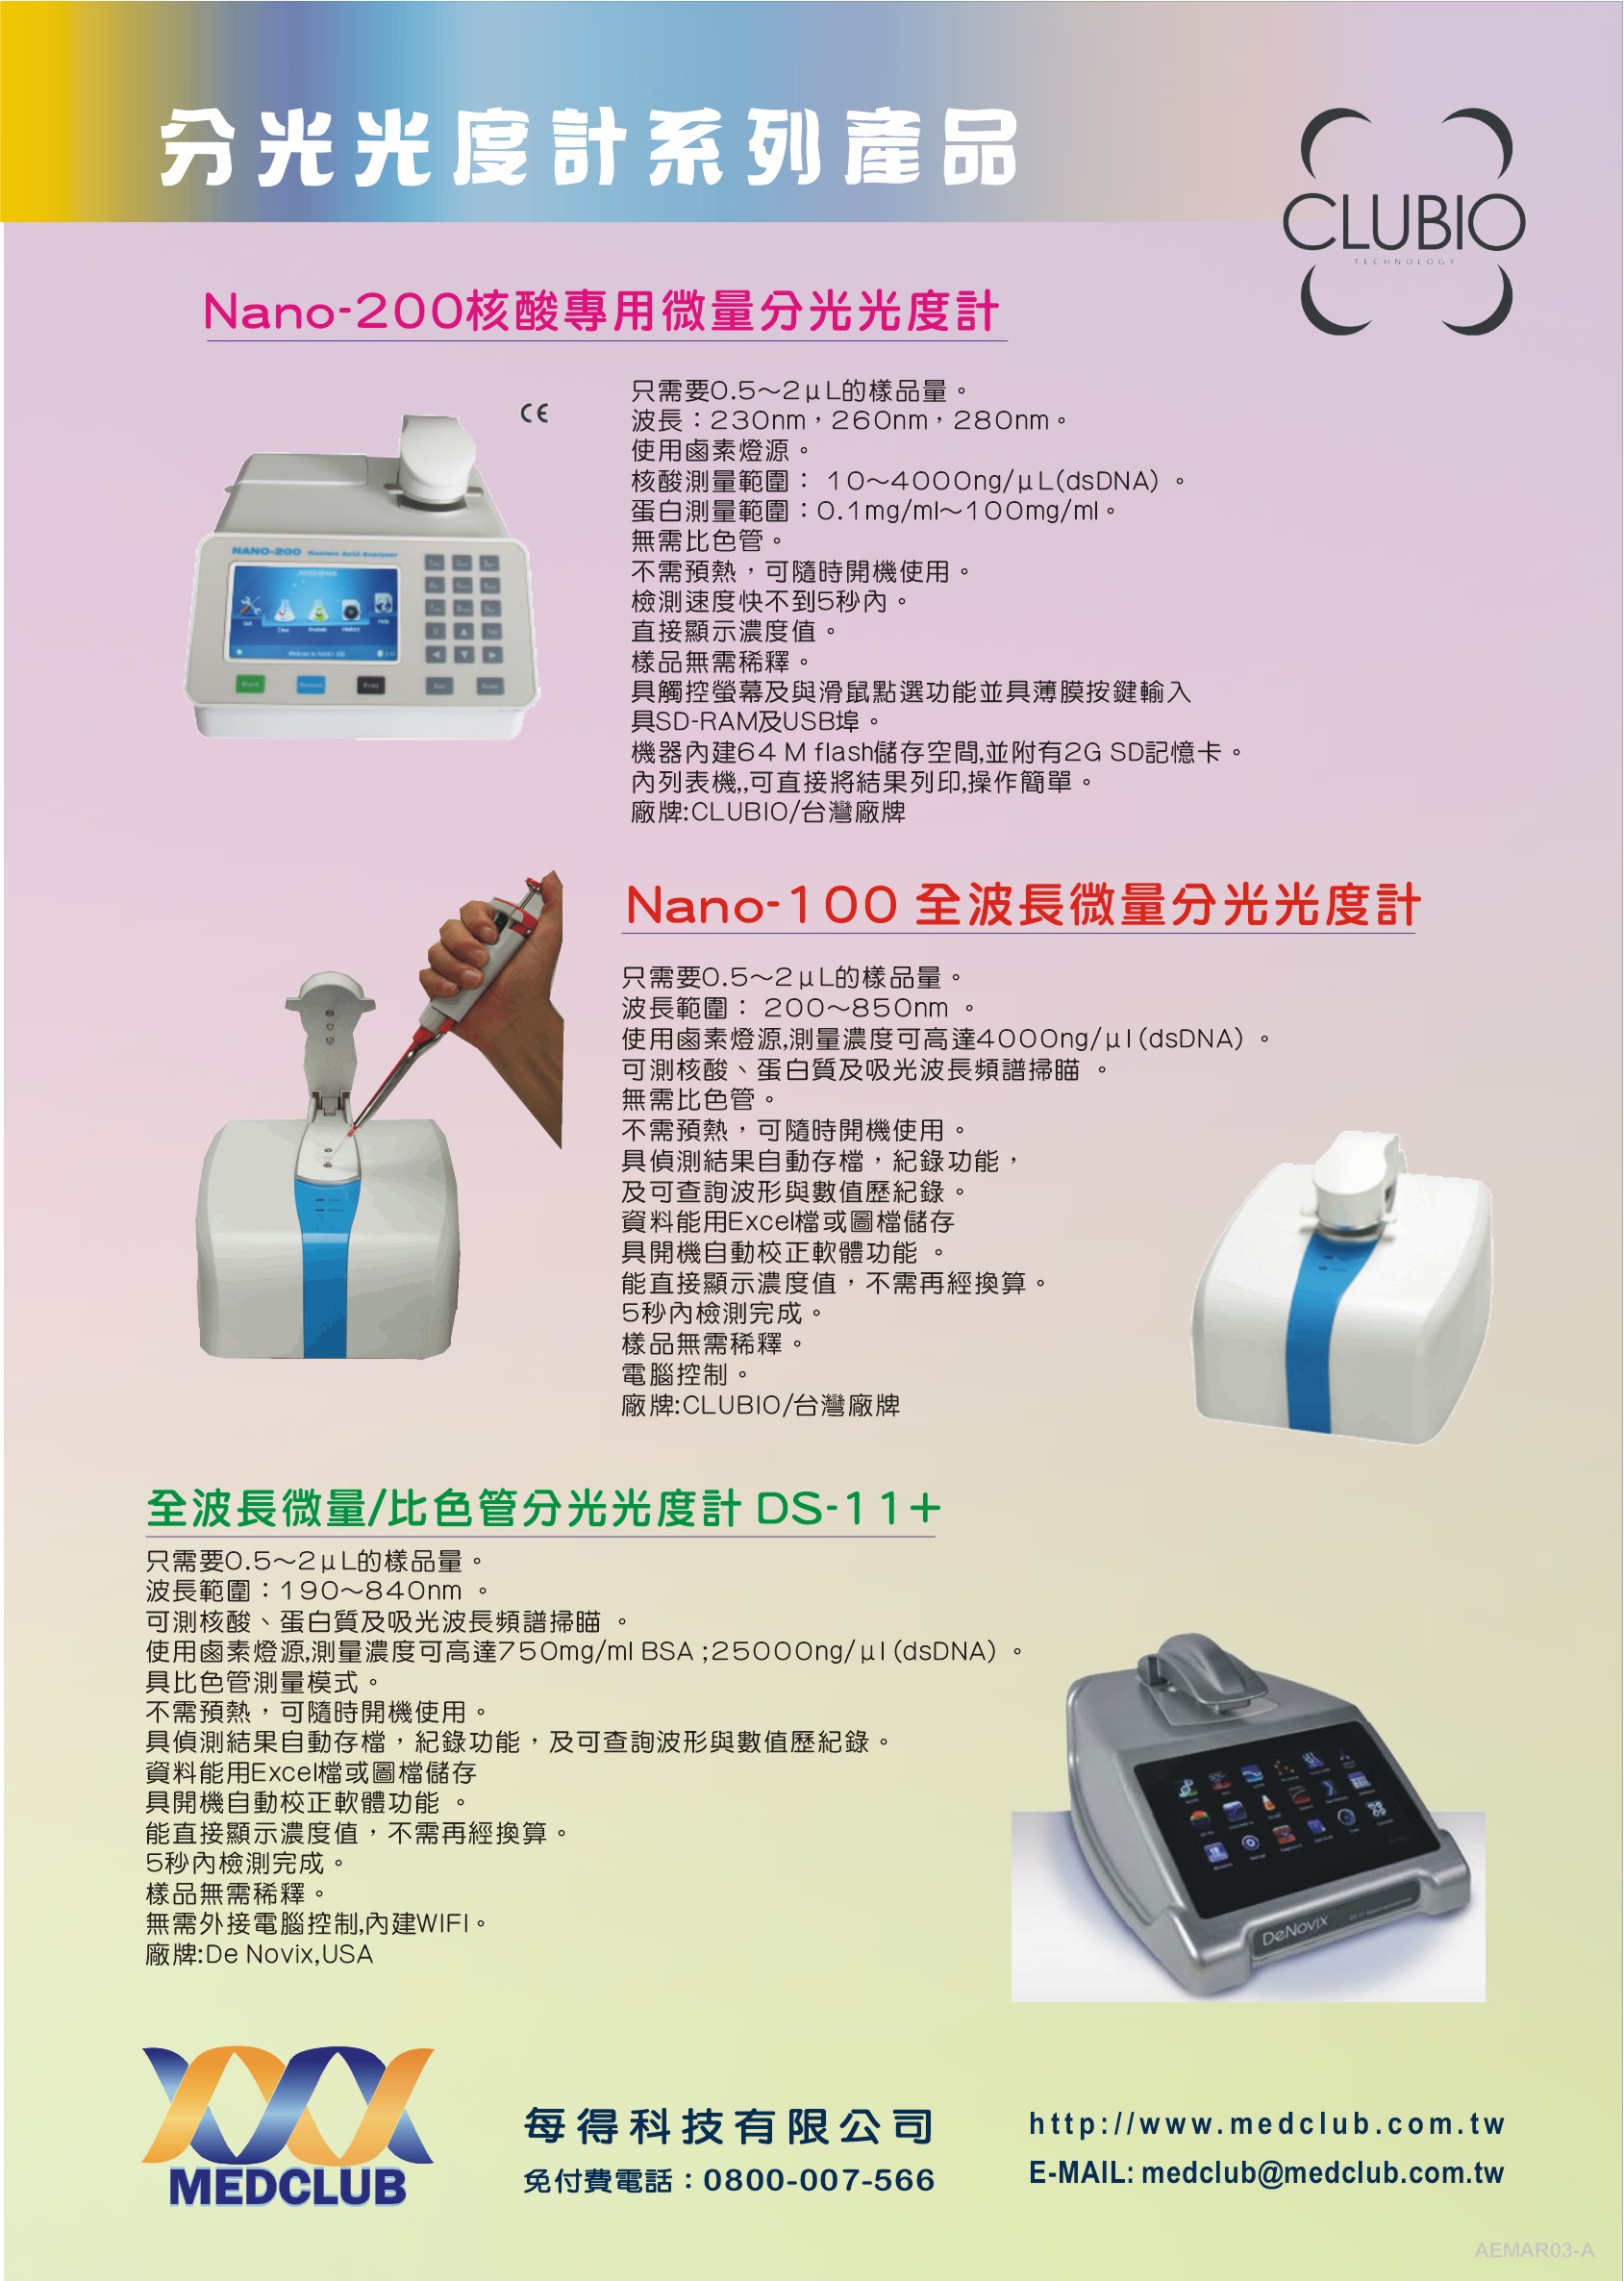 分光光度計系列產品
CLUBIO
TECHNOLOGY
Nano-200核酸專用微量分光光度計
CE
只需要0.5～2μL的樣品量。
波長：230nm，260nm，280nm。
使用鹵素燈源。
核酸測量範圍： 10～4000ng/μL(dsDNA) 。
蛋白測量範圍：0.1mg/ml～100mg/ml。
無需比色管。
不需預熱，可隨時開機使用。
檢測速度快不到5秒內。
直接顯示濃度值。
樣品無需稀釋。
具觸控螢幕及與滑鼠點選功能並具薄膜按鍵輸入
具SD-RAM及USB埠。
機器內建64 M flash儲存空間,並附有2G SD記憶卡。
內列表機,,可直接將結果列印,操作簡單。
廠牌:CLUBIO/台灣廠牌
NANO-200 Nucleic Acid Analyzer
Nano-100 全波長微量分光光度計
只需要0.5～2μL的樣品量。
波長範圍： 200～850nm 。
使用鹵素燈源,測量濃度可高達4000ng/μl(dsDNA) 。
可測核酸、蛋白質及吸光波長頻譜掃瞄 。
無需比色管。
不需預熱，可隨時開機使用。
具偵測結果自動存檔，紀錄功能，
及可查詢波形與數值歷紀錄。
資料能用Excel檔或圖檔儲存
具開機自動校正軟體功能 。
能直接顯示濃度值，不需再經換算。
5秒內檢測完成。
樣品無需稀釋。
電腦控制。
廠牌:CLUBIO/台灣廠牌
全波長微量/比色管分光光度計 DS-11+
只需要0.5～2μL的樣品量。
波長範圍：190～840nm 。
可測核酸、蛋白質及吸光波長頻譜掃瞄 。
使用鹵素燈源,測量濃度可高達750mg/ml BSA ;25000ng/μl(dsDNA) 。
具比色管測量模式。
不需預熱，可隨時開機使用。
具偵測結果自動存檔，紀錄功能，及可查詢波形與數值歷紀錄。
資料能用Excel檔或圖檔儲存
具開機自動校正軟體功能 。
能直接顯示濃度值，不需再經換算。
5秒內檢測完成。
樣品無需稀釋。
無需外接電腦控制,內建WIFI。
廠牌:De Novix,USA
DeNovix
MEDCLUB
每得科技有限公司
免付費電話：0800-007-566
http://www.medclub.com.tw
E-MAIL: medclub@medclub.com.tw
AEMAR03-A